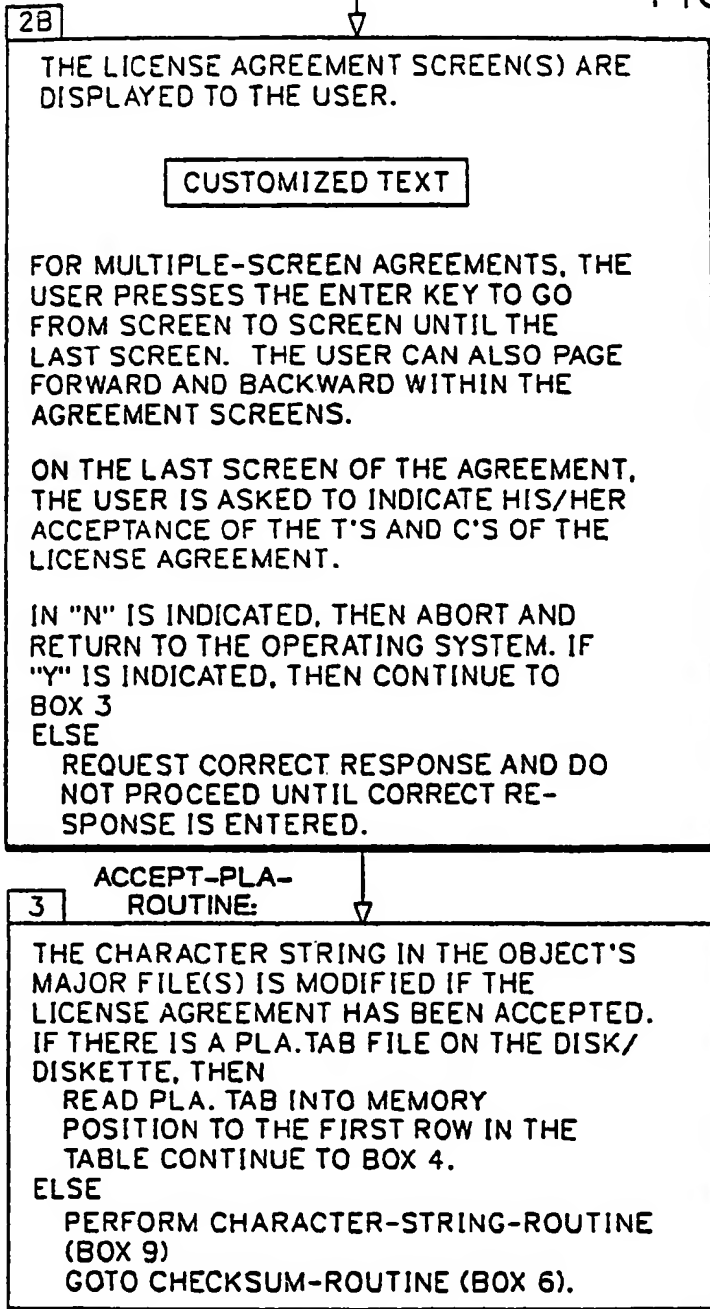 2B
THE LICENSE AGREEMENT SCREEN(S) ARE
DISPLAYED TO THE USER.
CUSTOMIZED TEXT
FOR MULTIPLE-SCREEN AGREEMENTS, THE
USER PRESSES THE ENTER KEY TO GO
FROM SCREEN TO SCREEN UNTIL THE
LAST SCREEN. THE USER CAN ALSO PAGE
FORWARD AND BACKWARD WITHIN THE
AGREEMENT SCREENS.
ON THE LAST SCREEN OF THE AGREEMENT,
THE USER IS ASKED TO INDICATE HIS/HER
ACCEPTANCE OF THE T'S AND C'S OF THE
LICENSE AGREEMENT.
IN "N" IS INDICATED, THEN ABORT AND
RETURN TO THE OPERATING SYSTEM. IF
"Y" IS INDICATED, THEN CONTINUE TO
BOX 3
ELSE
REQUEST CORRECT RESPONSE AND DO
NOT PROCEED UNTIL CORRECT RE-
SPONSE IS ENTERED.
ACCEPT-PLA-
3 ROUTINE:
THE CHARACTER STRING IN THE OBJECT'S
MAJOR FILE(S) IS MODIFIED IF THE
LICENSE AGREEMENT HAS BEEN ACCEPTED.
IF THERE IS A PLA.TAB FILE ON THE DISK/
DISKETTE, THEN
READ PLA. TAB INTO MEMORY
POSITION TO THE FIRST ROW IN THE
TABLE CONTINUE TO BOX 4.
ELSE
PERFORM CHARACTER-STRING-ROUTINE
(BOX 9)
GOTO CHECKSUM-ROUTINE (BOX 6).